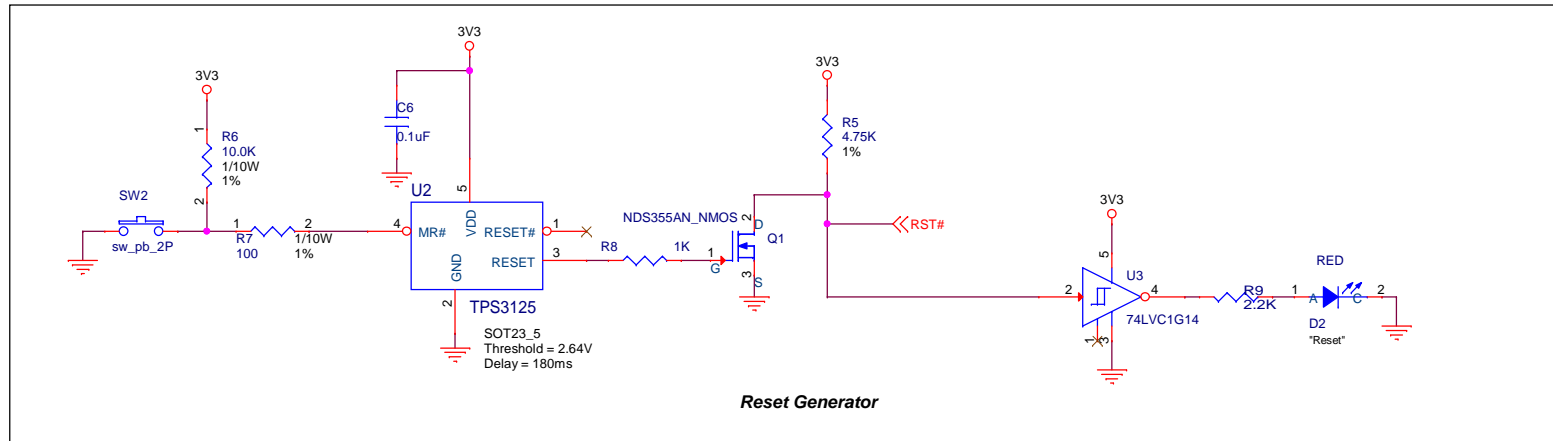 3V3
1
R6
10.0K
1/10W
1%
2
SW2
sw_pb_2P
1
2
R7
100
1/10W
1%
3V3
C6
0.1uF
U2
5
4
MR#
VDD
RESET#
1
GND
RESET
3
2
TPS3125
SOT23_5
Threshold = 2.64V
Delay = 180ms
R8
1K
NDS355AN_NMOS
2
D
Q1
1
G
3
S
3V3
R5
4.75K
1%
RST#
3V3
5
U3
2
4
74LVC1G14
1
3
R9
2.2K
RED
1
A
C
2
D2
"Reset"
Reset Generator